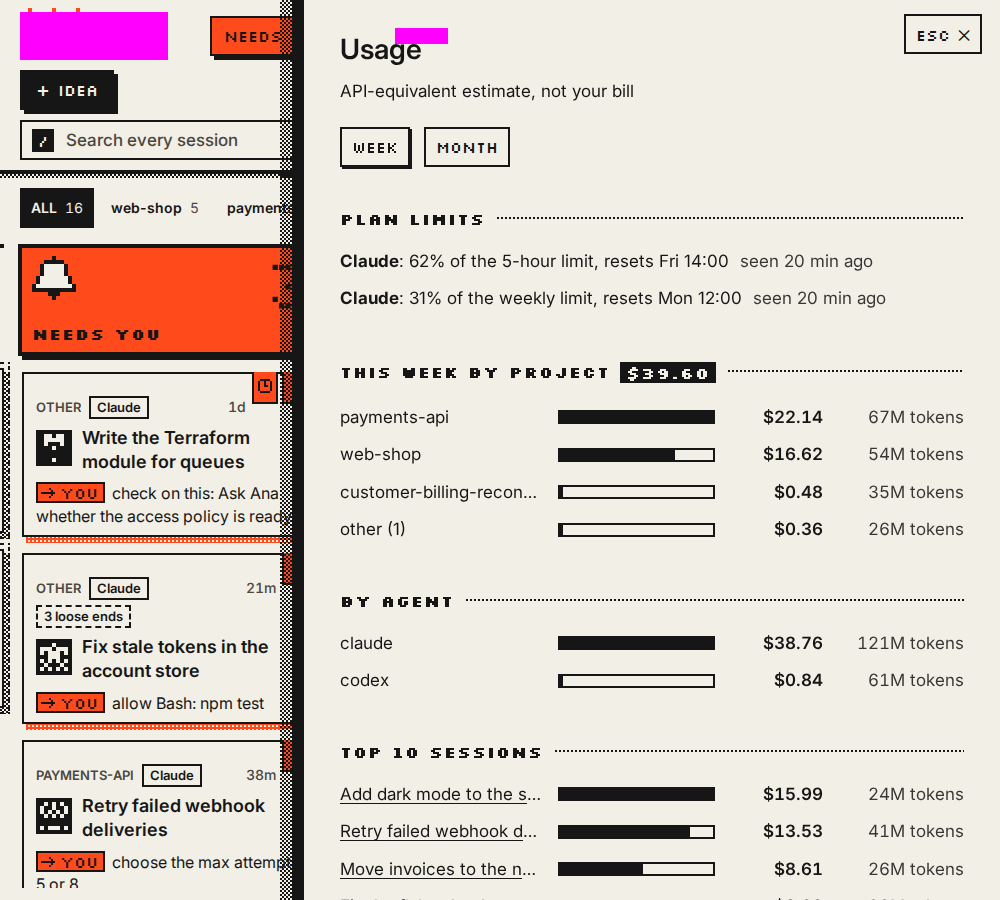 NEEDS
+ IDEA
/ Search every session
ALL 16 web-shop 5 payment
NEEDS YOU
OTHER Claude 1d
Write the Terraform
module for queues
→ YOU check on this: Ask Ana
whether the access policy is ready
OTHER Claude 21m
3 loose ends
Fix stale tokens in the
account store
→ YOU allow Bash: npm test
PAYMENTS-API Claude 38m
Retry failed webhook
deliveries
→ YOU choose the max attemp
5 or 8
Usage
ESC ×
API-equivalent estimate, not your bill
WEEK MONTH
PLAN LIMITS
Claude: 62% of the 5-hour limit, resets Fri 14:00 seen 20 min ago
Claude: 31% of the weekly limit, resets Mon 12:00 seen 20 min ago
THIS WEEK BY PROJECT $39.60
payments-api $22.14 67M tokens
web-shop $16.62 54M tokens
customer-billing-recon... $0.48 35M tokens
other (1) $0.36 26M tokens
BY AGENT
claude $38.76 121M tokens
codex $0.84 61M tokens
TOP 10 SESSIONS
Add dark mode to the s... $15.99 24M tokens
Retry failed webhook d... $13.53 41M tokens
Move invoices to the n... $8.61 26M tokens